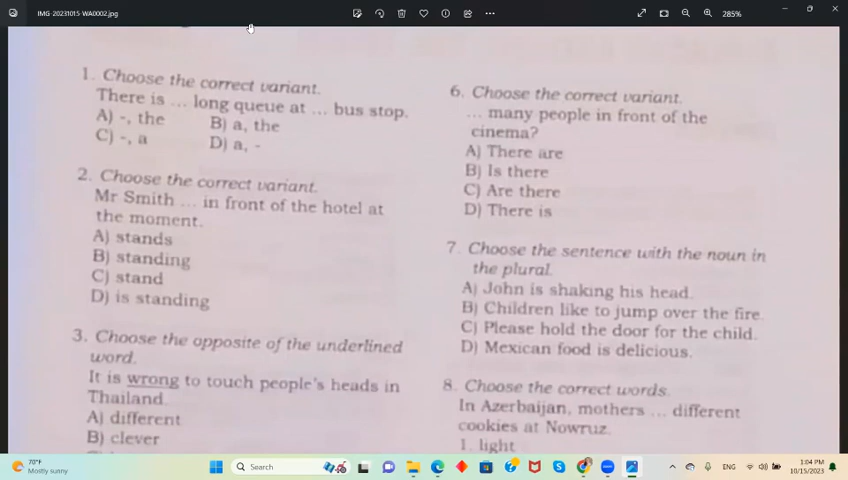 IMG-20231015-WA0002.jpg
285%
1. Choose the correct variant.
There is ... long queue at ... bus stop.
A) -, the B) a, the
C) -, a D) a, -
2. Choose the correct variant.
Mr Smith ... in front of the hotel at
the moment.
A) stands
B) standing
C) stand
D) is standing
3. Choose the opposite of the underlined
word.
It is wrong to touch people's heads in
Thailand.
A) different
B) clever
6. Choose the correct variant.
... many people in front of the
cinema?
A) There are
B) Is there
C) Are there
D) There is
7. Choose the sentence with the noun in
the plural.
A) John is shaking his head.
B) Children like to jump over the fire.
C) Please hold the door for the child.
D) Mexican food is delicious.
8. Choose the correct words.
In Azerbaijan, mothers ... different
cookies at Nowruz.
1. light
70°F
Mostly sunny
Search
ENG
1:04 PM
10/15/2023